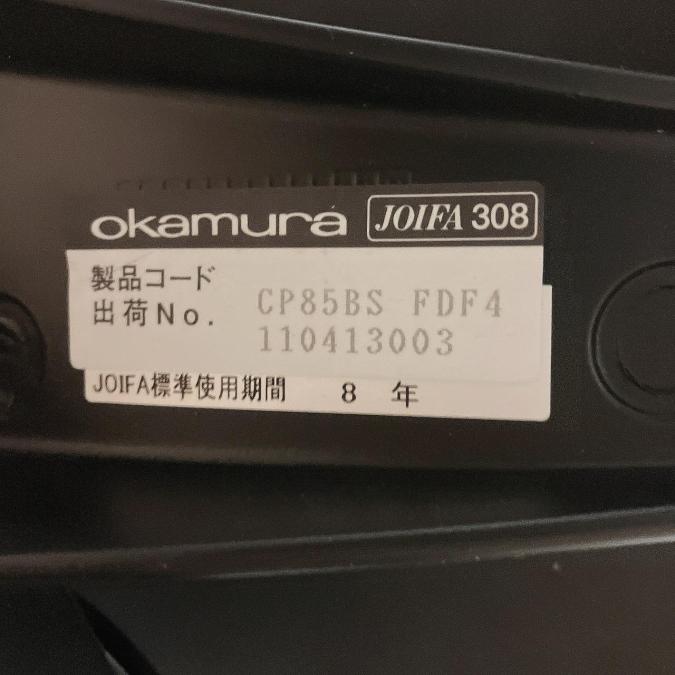 okamura JOIFA 308
製品コード CP85BS FDF4
出荷No. 110413003
JOIFA標準使用期間 8 年